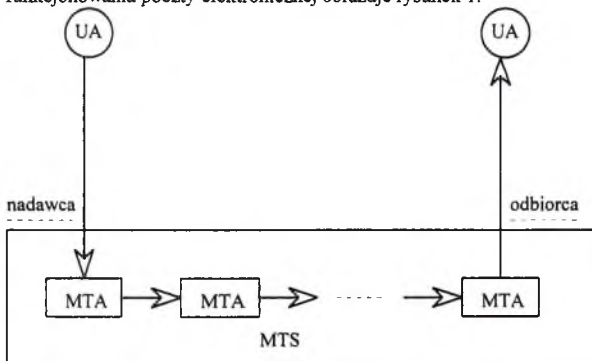 funkcjonowania poczty elektronicznej obrazuje rysunek 1.
UA UA
nadawca odbiorca
MTA MTA MTA
MTS